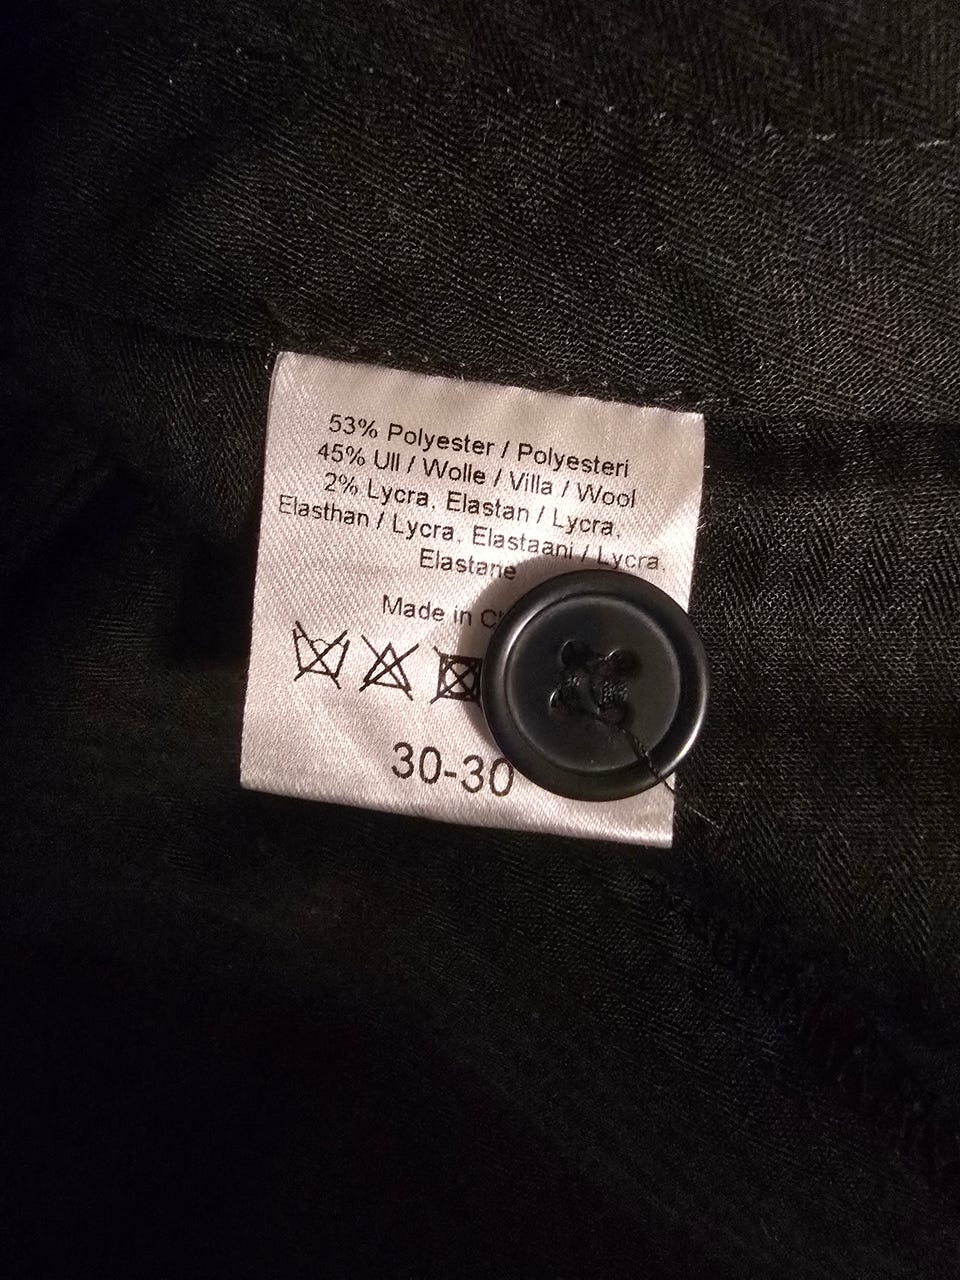 53% Polyester / Polyesteri
45% Ull / Wolle / Villa / Wool
2% Lycra, Elastan / Lycra,
Elasthan / Lycra, Elastaani / Lycra,
Elastane
Made in
30-30